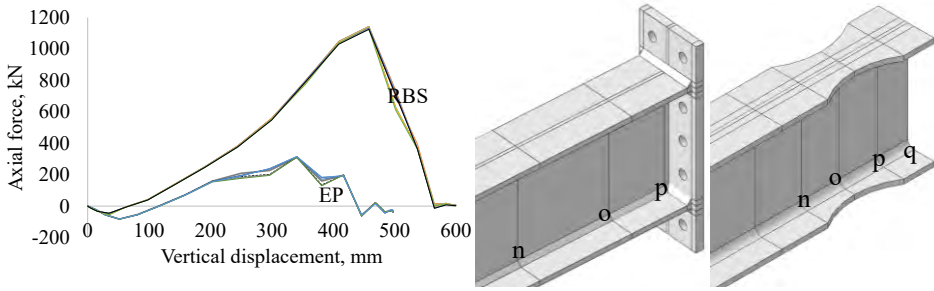 1200
1000
800
600
400
200
0
-200
Axial force, kN
RBS
EP
0 100 200 300 400 500 600
Vertical displacement, mm
n o p
n o p q